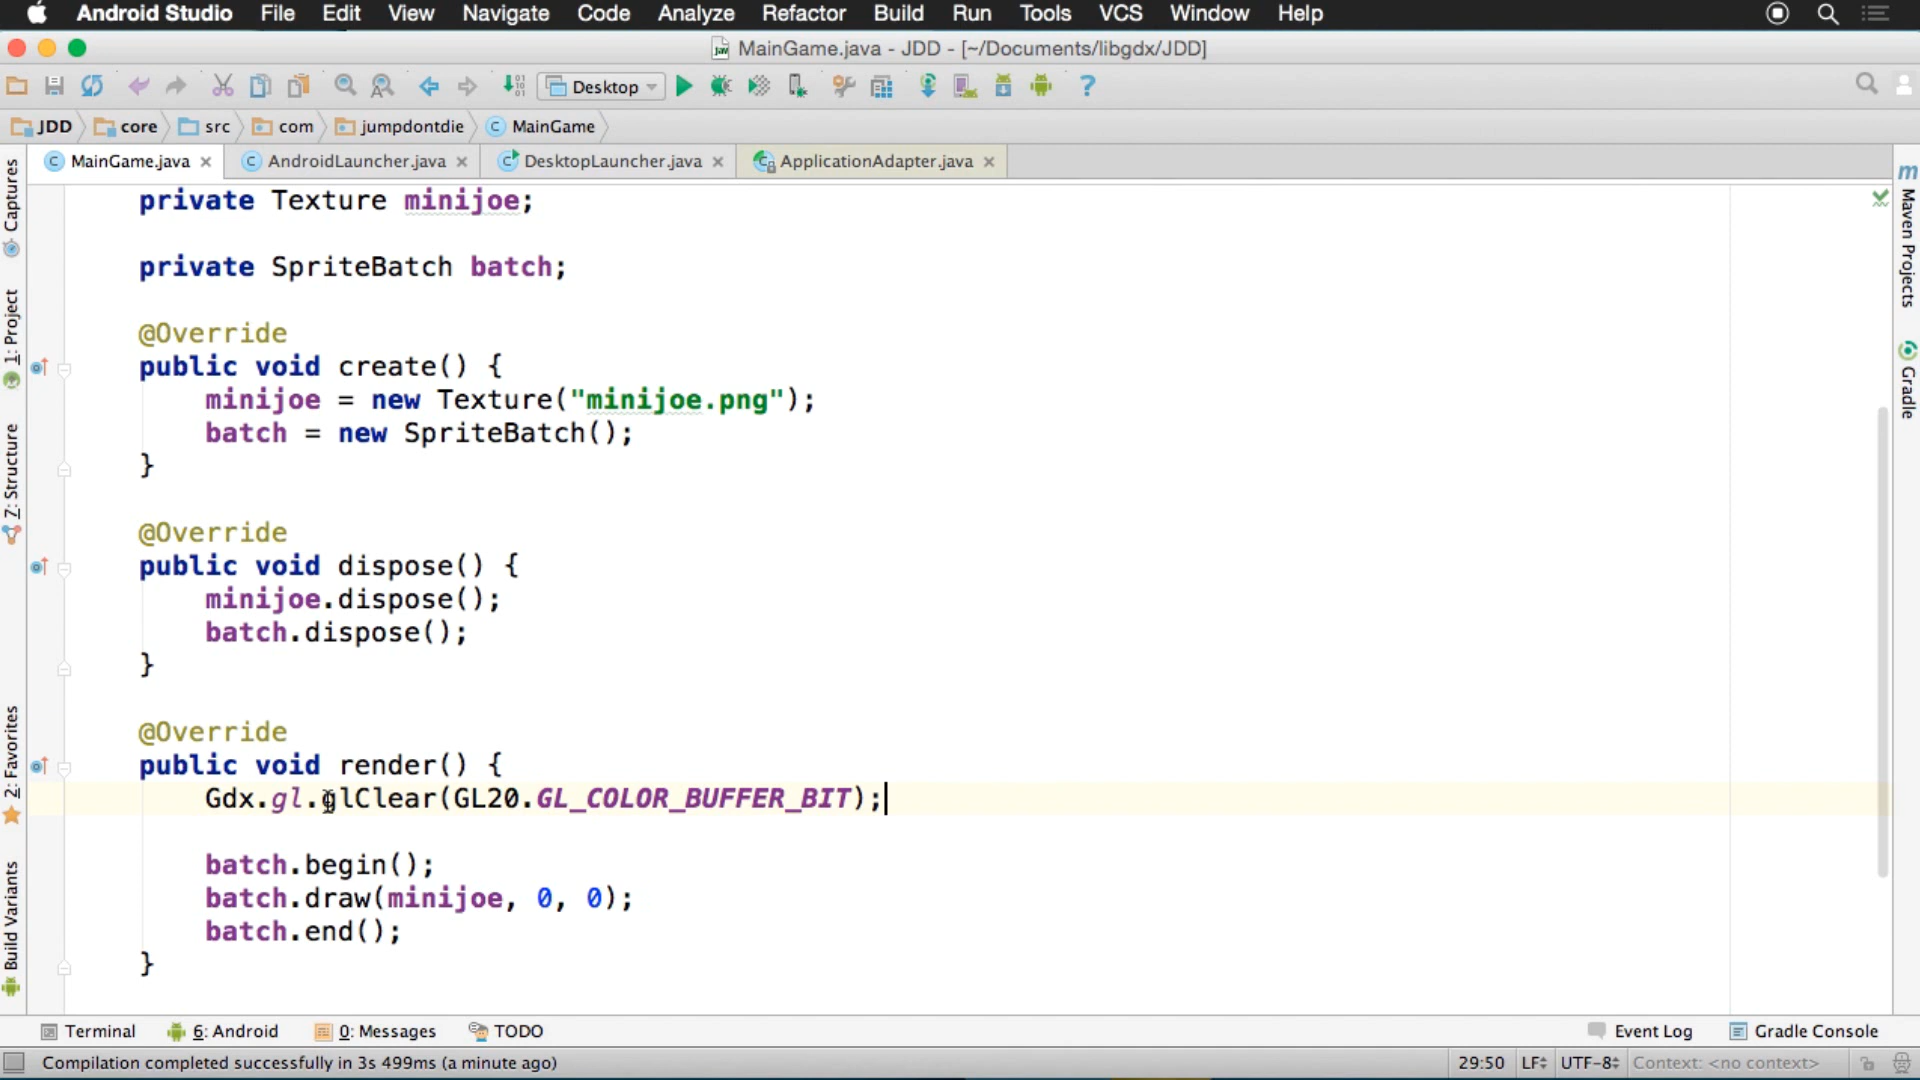 Android Studio File Edit View Navigate Code Analyze Refactor Build Run Tools VCS Window Help
MainGame.java - JDD - [~/Documents/libgdx/JDD]
Desktop
JDD core src com jumpdontdie MainGame
MainGame.java AndroidLauncher.java DesktopLauncher.java ApplicationAdapter.java
Captures
1: Project
7: Structure
2: Favorites
Build Variants
private Texture minijoe;
private SpriteBatch batch;
@Override
public void create() {
minijoe = new Texture("minijoe.png");
batch = new SpriteBatch();
}
@Override
public void dispose() {
minijoe.dispose();
batch.dispose();
}
@Override
public void render() {
Gdx.gl.glClear(GL20.GL_COLOR_BUFFER_BIT);
batch.begin();
batch.draw(minijoe, 0, 0);
batch.end();
}
Maven Projects
Gradle
Terminal 6: Android 0: Messages TODO Event Log Gradle Console
Compilation completed successfully in 3s 499ms (a minute ago) 29:50 LF UTF-8 Context: <no context>